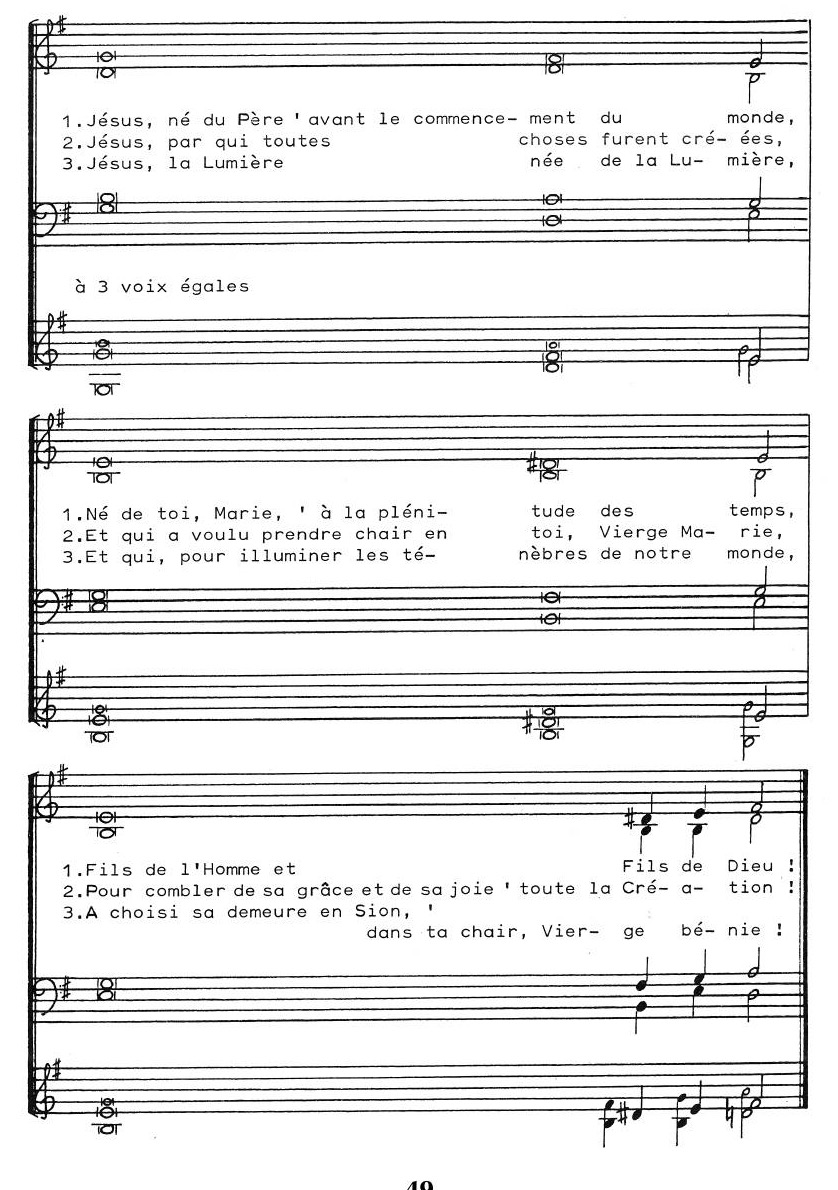 1.Jésus, né du Père ' avant le commence- ment du monde,
2.Jésus, par qui toutes choses furent cré- ées,
3.Jésus, la Lumière née de la Lu- mière,
à 3 voix égales
1.Né de toi, Marie, ' à la pléni- tude des temps,
2.Et qui a voulu prendre chair en toi, Vierge Ma- rie,
3.Et qui, pour illuminer les té- nèbres de notre monde,
1.Fils de l'Homme et Fils de Dieu !
2.Pour combler de sa grâce et de sa joie ' toute la Cré- a- tion !
3.A choisi sa demeure en Sion, '
dans ta chair, Vier- ge bé- nie !
49